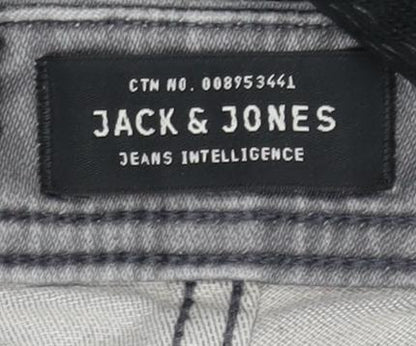 CTN NO. 008953441
JACK & JONES
JEANS INTELLIGENCE